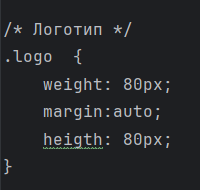 /* Логотип */
.logo  {
    weight: 80px;
    margin:auto;
    heigth: 80px;
}